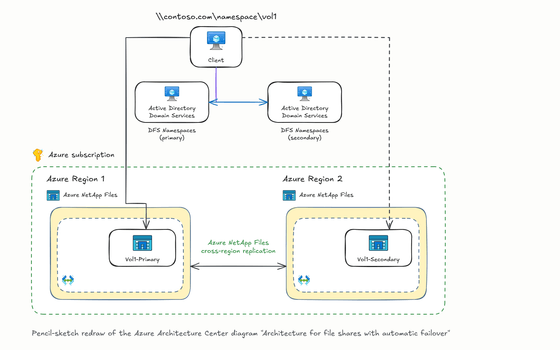 \\contoso.com\namespace\vol1
Client
Active Directory
Domain Services
Active Directory
Domain Services
DFS Namespaces
(primary)
DFS Namespaces
(secondary)
Azure subscription
Azure Region 1
Azure Region 2
Azure NetApp Files
Azure NetApp Files
Azure NetApp Files
cross-region replication
Vol1-Primary
Vol1-Secondary
Pencil-sketch redraw of the Azure Architecture Center diagram "Architecture for file shares with automatic failover"